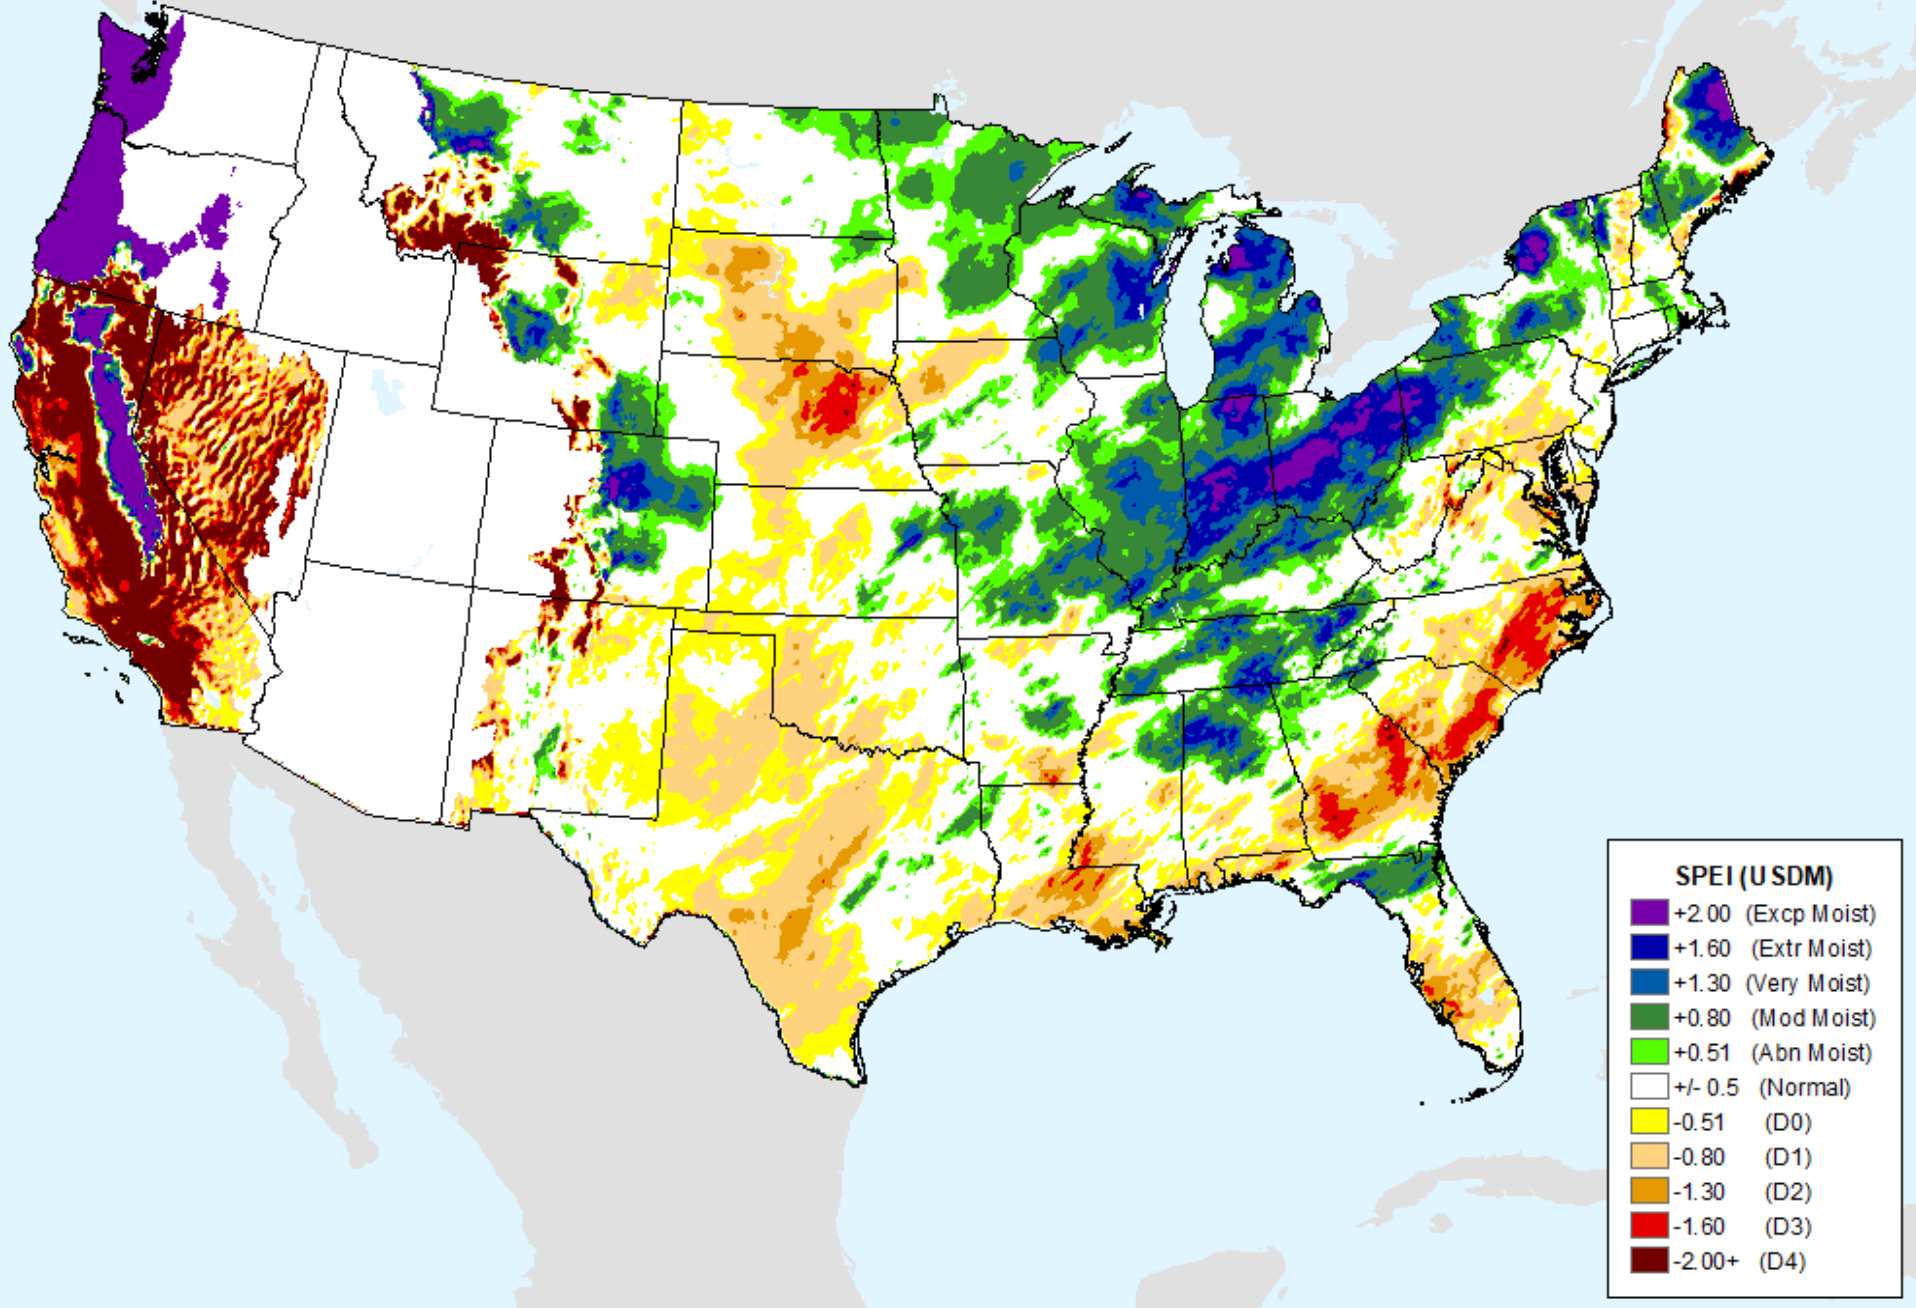 SPEI (USDM)
+2.00 (Excp Moist)
+1.60 (Extr Moist)
+1.30 (Very Moist)
+0.80 (Mod Moist)
+0.51 (Abn Moist)
+/- 0.5 (Normal)
-0.51 (D0)
-0.80 (D1)
-1.30 (D2)
-1.60 (D3)
-2.00+ (D4)